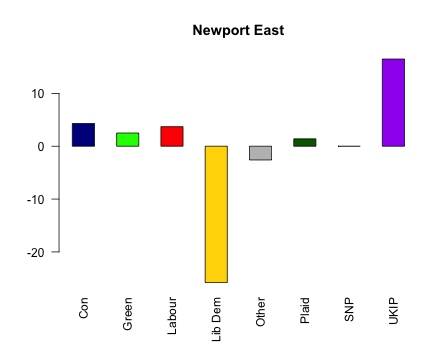 Newport East
10
0
-10
-20
Con
Green
Labour
Lib Dem
Other
Plaid
SNP
UKIP